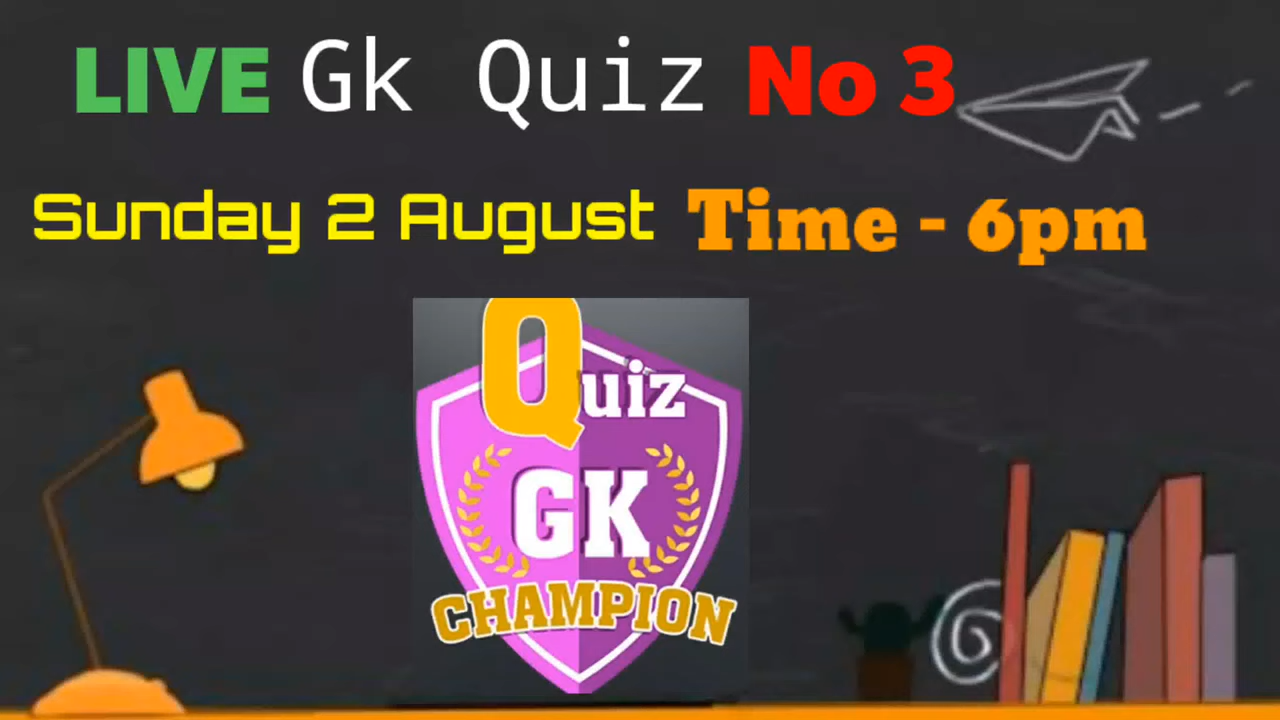 LIVE Gk Quiz No 3
Sunday 2 August Time - 6pm
Quiz
GK
CHAMPION